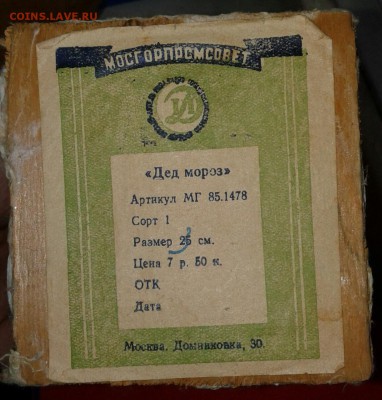 COINS.LAVE.RU
МОСГОРПРОМСОВЕТ
«Дед мороз»
Артикул МГ 85.1478
Сорт 1
Размер 25 см.
Цена 7 р. 50 к.
ОТК
Дата
Москва, Домниковка, 30.